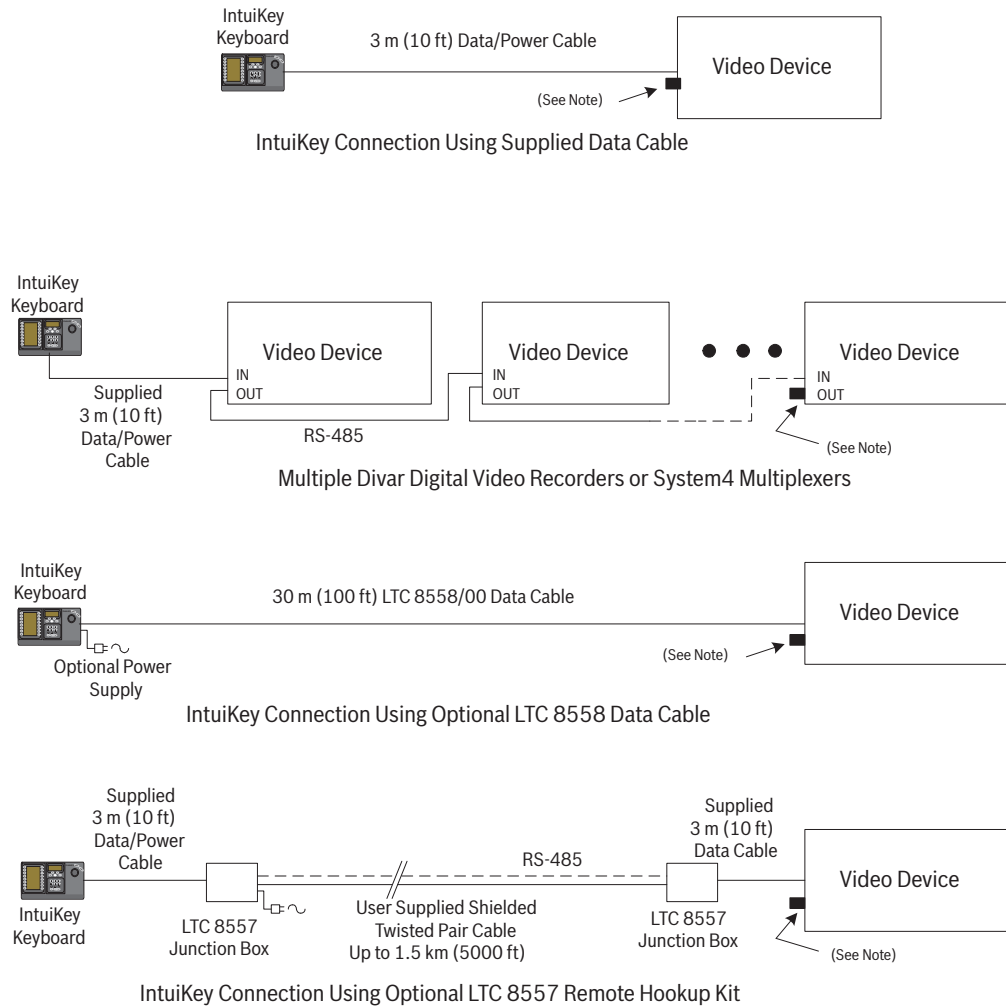 IntuiKey
Keyboard
3 m (10 ft) Data/Power Cable
Video Device
(See Note)
IntuiKey Connection Using Supplied Data Cable
IntuiKey
Keyboard
Video Device
IN
OUT
Video Device
IN
OUT
Video Device
IN
OUT
Supplied
3 m (10 ft)
Data/Power
Cable
RS-485
(See Note)
Multiple Divar Digital Video Recorders or System4 Multiplexers
IntuiKey
Keyboard
30 m (100 ft) LTC 8558/00 Data Cable
Video Device
(See Note)
Optional Power
Supply
IntuiKey Connection Using Optional LTC 8558 Data Cable
Supplied
3 m (10 ft)
Data/Power
Cable
IntuiKey
Keyboard
LTC 8557
Junction Box
RS-485
User Supplied Shielded
Twisted Pair Cable
Up to 1.5 km (5000 ft)
Supplied
3 m (10 ft)
Data Cable
LTC 8557
Junction Box
Video Device
(See Note)
IntuiKey Connection Using Optional LTC 8557 Remote Hookup Kit